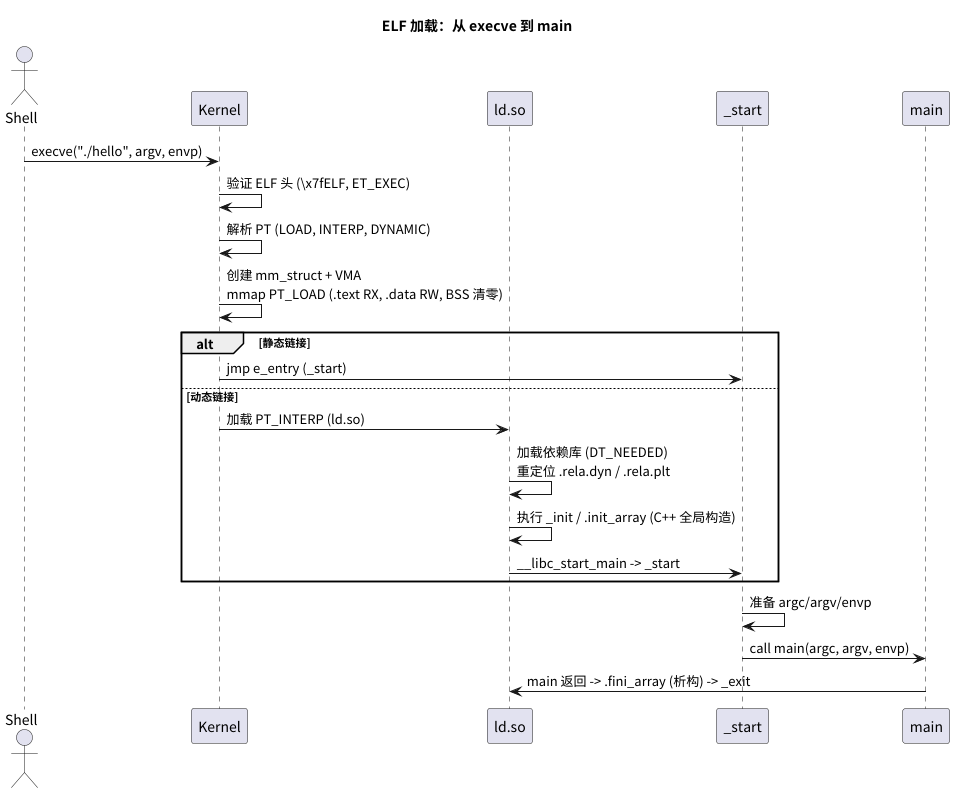 ELF 加载：从 execve 到 main
Shell
Kernel
ld.so
_start
main
execve("./hello", argv, envp)
验证 ELF 头 (\x7fELF, ET_EXEC)
解析 PT (LOAD, INTERP, DYNAMIC)
创建 mm_struct + VMA
mmap PT_LOAD (.text RX, .data RW, BSS 清零)
alt
[静态链接]
jmp e_entry (_start)
[动态链接]
加载 PT_INTERP (ld.so)
加载依赖库 (DT_NEEDED)
重定位 .rela.dyn / .rela.plt
执行 _init / .init_array (C++ 全局构造)
__libc_start_main -> _start
准备 argc/argv/envp
call main(argc, argv, envp)
main 返回 -> .fini_array (析构) -> _exit
Shell
Kernel
ld.so
_start
main